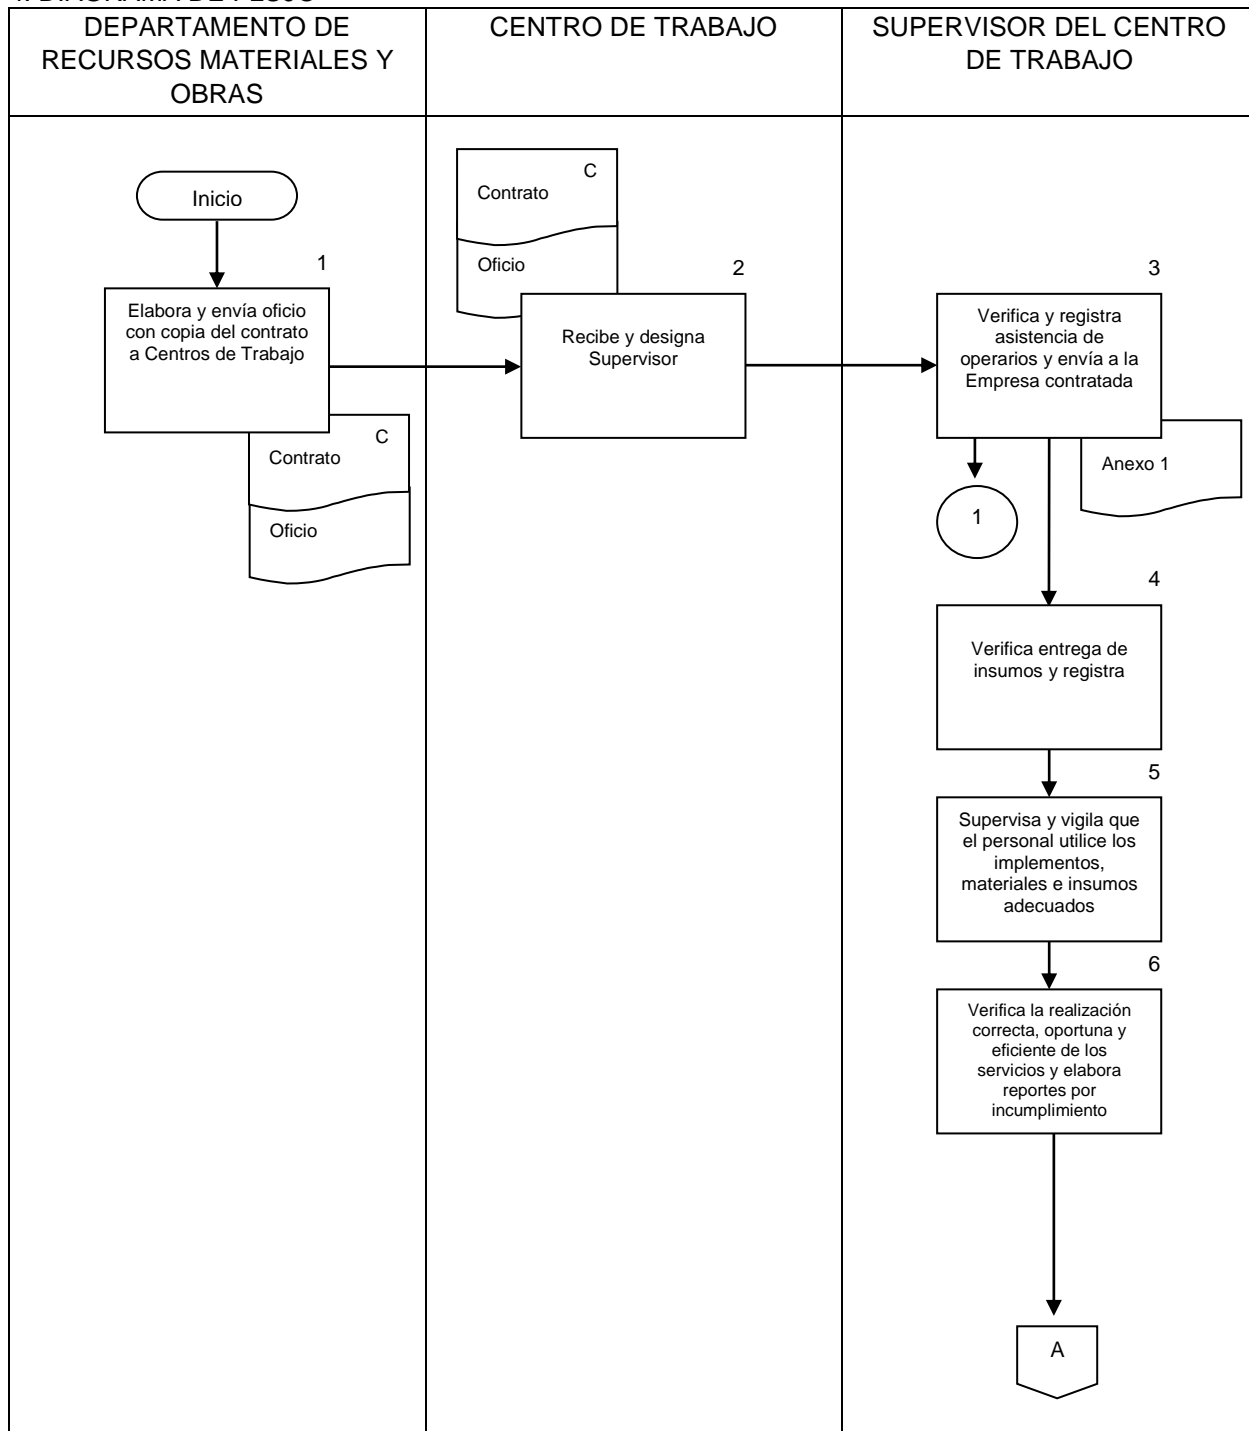 DEPARTAMENTO DE
RECURSOS MATERIALES Y
OBRAS
CENTRO DE TRABAJO
SUPERVISOR DEL CENTRO
DE TRABAJO
Inicio
1
Elabora y envía oficio
con copia del contrato
a Centros de Trabajo
C
Contrato
Oficio
C
Contrato
Oficio
2
Recibe y designa
Supervisor
3
Verifica y registra
asistencia de
operarios y envía a la
Empresa contratada
Anexo 1
1
4
Verifica entrega de
insumos y registra
5
Supervisa y vigila que
el personal utilice los
implementos,
materiales e insumos
adecuados
6
Verifica la realización
correcta, oportuna y
eficiente de los
servicios y elabora
reportes por
incumplimiento
A